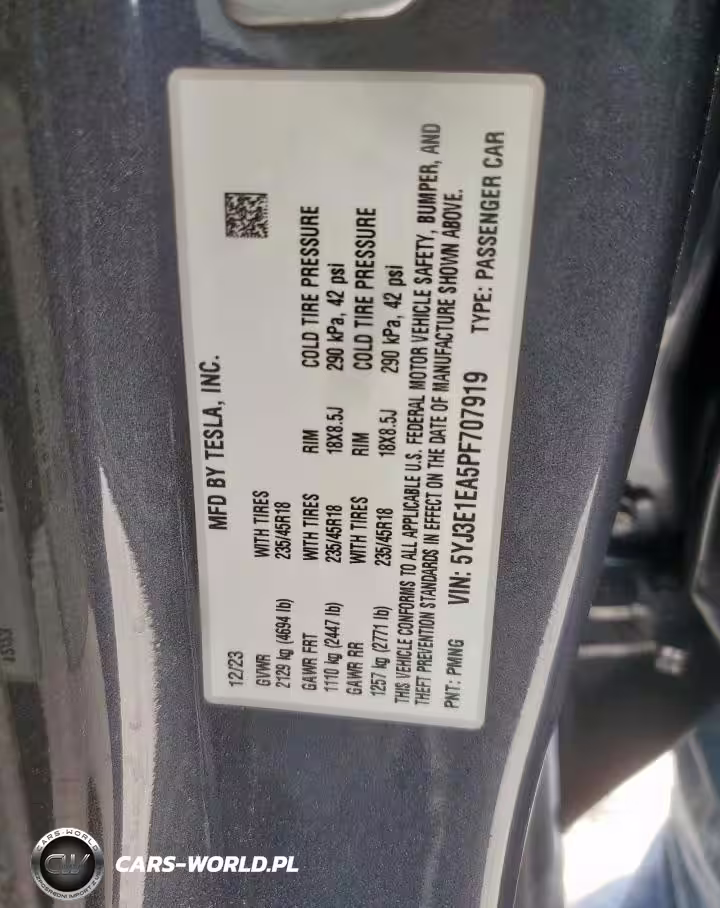 MFD BY TESLA, INC.
12/23
GVWR WITH TIRES
2129 kg (4694 lb) 235/45R18
GAWR FRT WITH TIRES RIM COLD TIRE PRESSURE
1110 kg (2447 lb) 235/45R18 18X8.5J 290 kPa, 42 psi
GAWR RR WITH TIRES RIM COLD TIRE PRESSURE
1257 kg (2771 lb) 235/45R18 18X8.5J 290 kPa, 42 psi
THIS VEHICLE CONFORMS TO ALL APPLICABLE U.S. FEDERAL MOTOR VEHICLE SAFETY, BUMPER, AND
THEFT PREVENTION STANDARDS IN EFFECT ON THE DATE OF MANUFACTURE SHOWN ABOVE.
PNT: PMNG VIN: 5YJ3E1EA5PF707919 TYPE: PASSENGER CAR
CARS-WORLD
CW
CARS-WORLD.PL